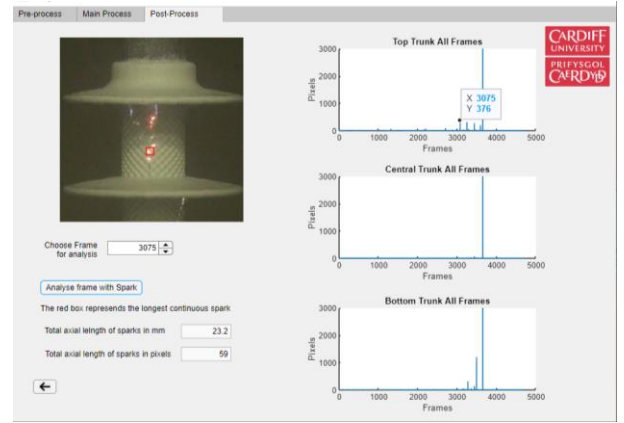 Pre-process Main Process Post-Process
CARDIFF
UNIVERSITY
PRIFYSGOL
CAERDYDD
Top Trunk All Frames
3000
2000
1000
0
Pixels
X 3075
Y 376
0 1000 2000 3000 4000 5000
Frames
Central Trunk All Frames
3000
2000
1000
0
Pixels
0 1000 2000 3000 4000 5000
Frames
Choose Frame
for analysis
3075
Analyse frame with Spark
The red box represends the longest continuous spark
Total axial lelngth of sparks in mm 23.2
Total axial length of sparks in pixels 59
Bottom Trunk All Frames
3000
2000
1000
0
Pixels
0 1000 2000 3000 4000 5000
Frames